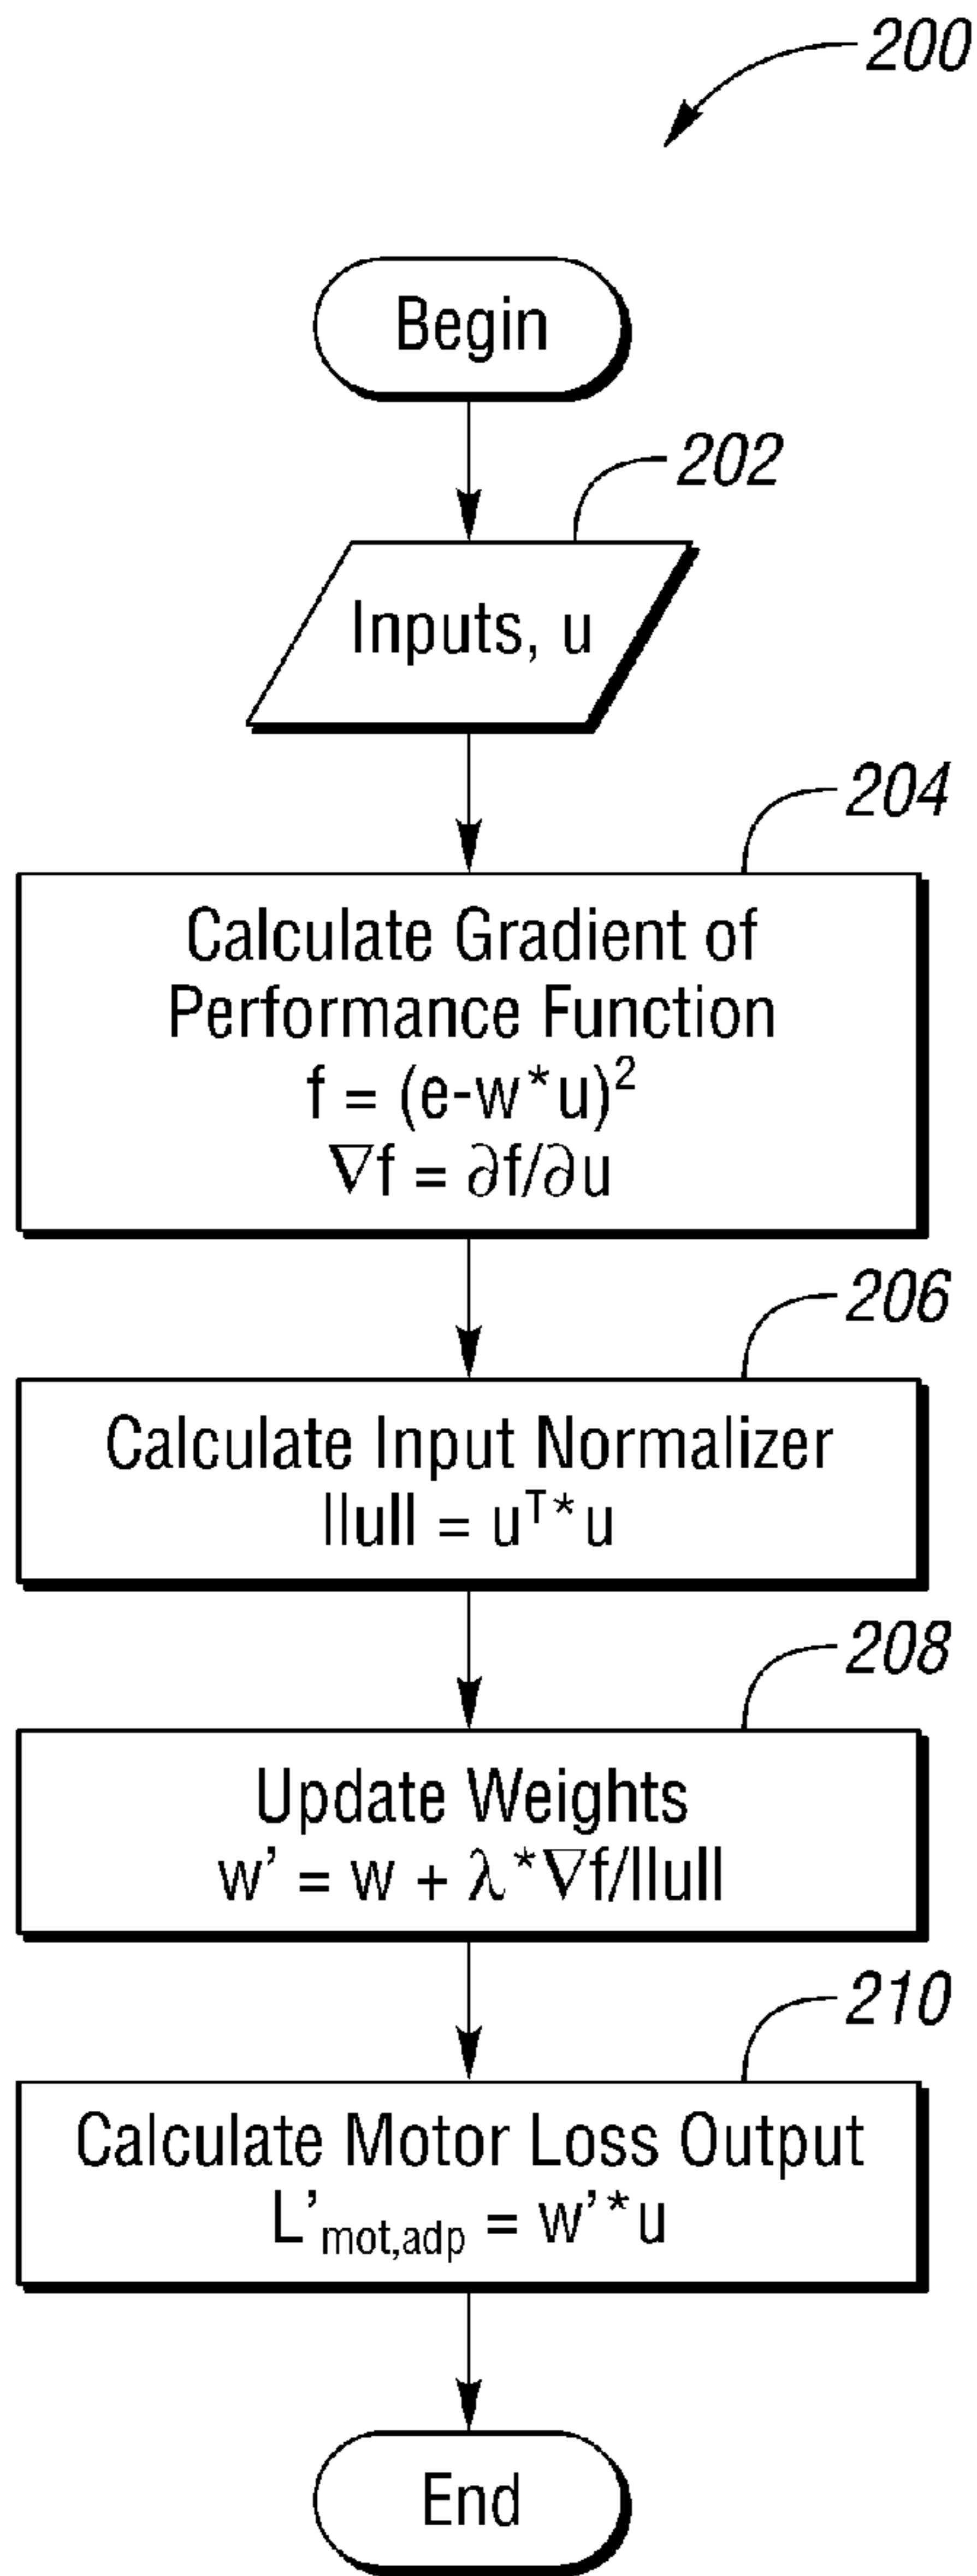 200
Begin
202
Inputs, u
204
Calculate Gradient of
Performance Function
f = (e-w*u)²
∇f = ∂f/∂u
206
Calculate Input Normalizer
||u|| = uᵀ*u
208
Update Weights
w' = w + λ*∇f/||u||
210
Calculate Motor Loss Output
L'mot,adp = w'*u
End